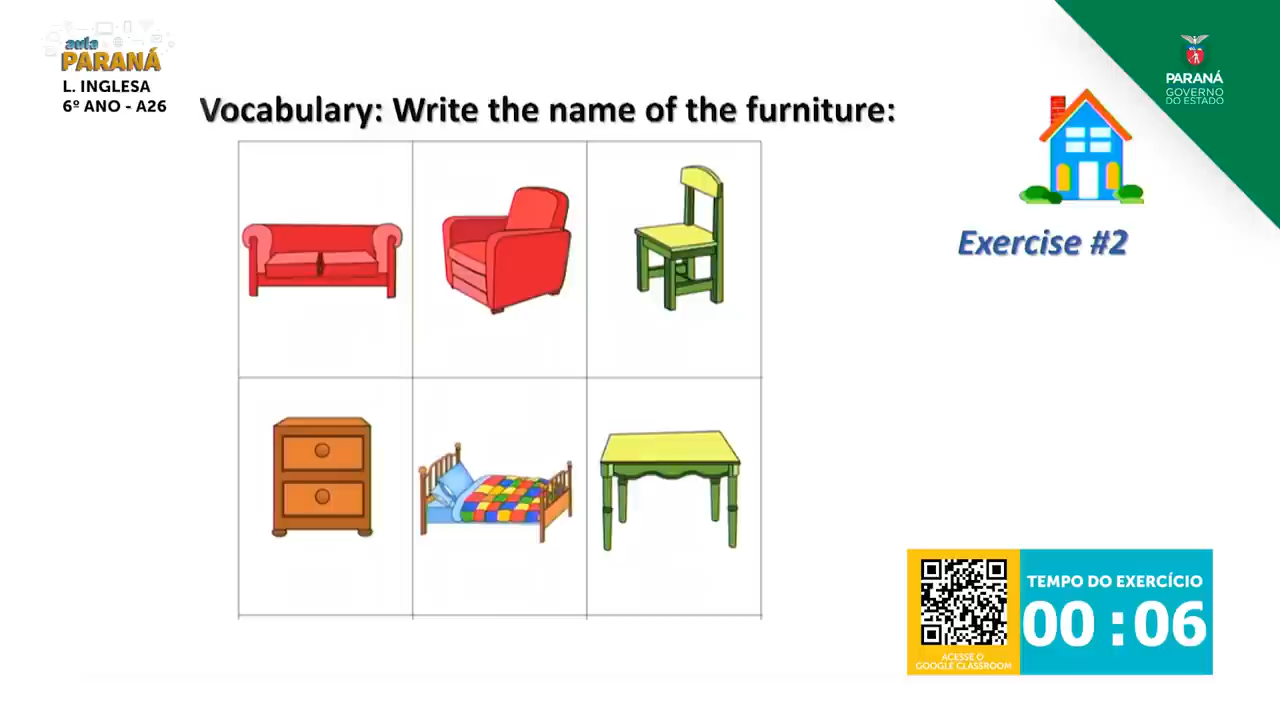 aula
PARANÁ
L. INGLESA
6º ANO - A26
Vocabulary: Write the name of the furniture:
PARANÁ
GOVERNO
DO ESTADO
Exercise #2
TEMPO DO EXERCÍCIO
00 : 06
ACESSE O
GOOGLE CLASSROOM